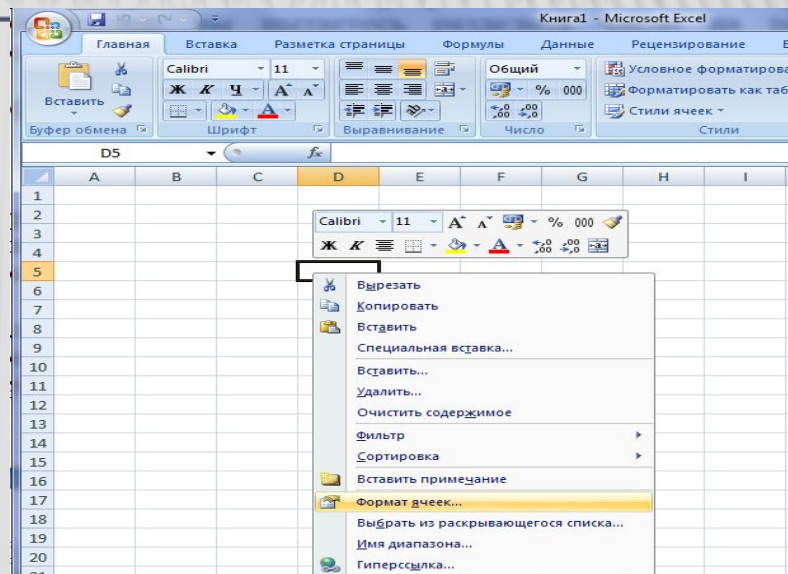 Книга1 - Microsoft Excel
Главная Вставка Разметка страницы Формулы Данные Рецензирование
Вставить
Calibri 11
Ж К Ч
Общий
% 000
Условное форматирова
Форматировать как таб
Стили ячеек
Буфер обмена Шрифт Выравнивание Число Стили
D5 fx
A B C D E F G H I
1
2
3
4
5
6
7
8
9
10
11
12
13
14
15
16
17
18
19
20
Calibri 11 A A % 000
Ж К A
Вырезать
Копировать
Вставить
Специальная вставка...
Вставить...
Удалить...
Очистить содержимое
Фильтр
Сортировка
Вставить примечание
Формат ячеек...
Выбрать из раскрывающегося списка...
Имя диапазона...
Гиперссылка...